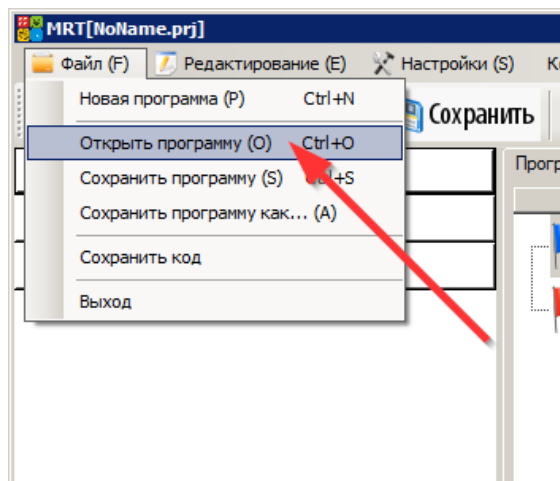 MRT[NoName.prj]
Файл (F) Редактирование (E) Настройки (S)
Новая программа (P) Ctrl+N
Сохранить
Открыть программу (O) Ctrl+O
Сохранить программу (S) Ctrl+S
Сохранить программу как... (A)
Сохранить код
Выход